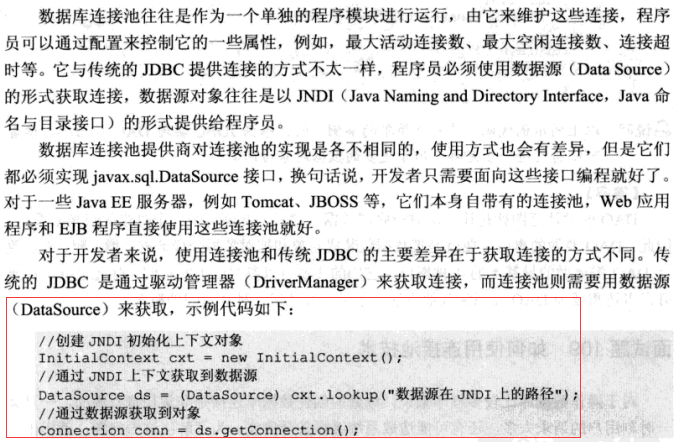 数据库连接池往往是作为一个单独的程序模块进行运行，由它来维护这些连接，程序
员可以通过配置来控制它的一些属性，例如，最大活动连接数、最大空闲连接数、连接超
时等。它与传统的 JDBC 提供连接的方式不太一样，程序员必须使用数据源（Data Source）
的形式获取连接，数据源对象往往是以 JNDI（Java Naming and Directory Interface，Java 命
名与目录接口）的形式提供给程序员。
数据库连接池提供商对连接池的实现是各不相同的，使用方式也会有差异，但是它们
都必须实现 javax.sql.DataSource 接口，换句话说，开发者只需要面向这些接口编程就好了。
对于一些 Java EE 服务器，例如 Tomcat、JBOSS 等，它们本身自带有的连接池，Web 应用
程序和 EJB 程序直接使用这些连接池就好。
对于开发者来说，使用连接池和传统 JDBC 的主要差异在于获取连接的方式不同。传
统的 JDBC 是通过驱动管理器（DriverManager）来获取连接，而连接池则需要用数据源
（DataSource）来获取，示例代码如下：
//创建 JNDI 初始化上下文对象
InitialContext cxt = new InitialContext();
//通过 JNDI 上下文获取到数据源
DataSource ds = (DataSource) cxt.lookup("数据源在 JNDI 上的路径");
//通过数据源获取到对象
Connection conn = ds.getConnection();